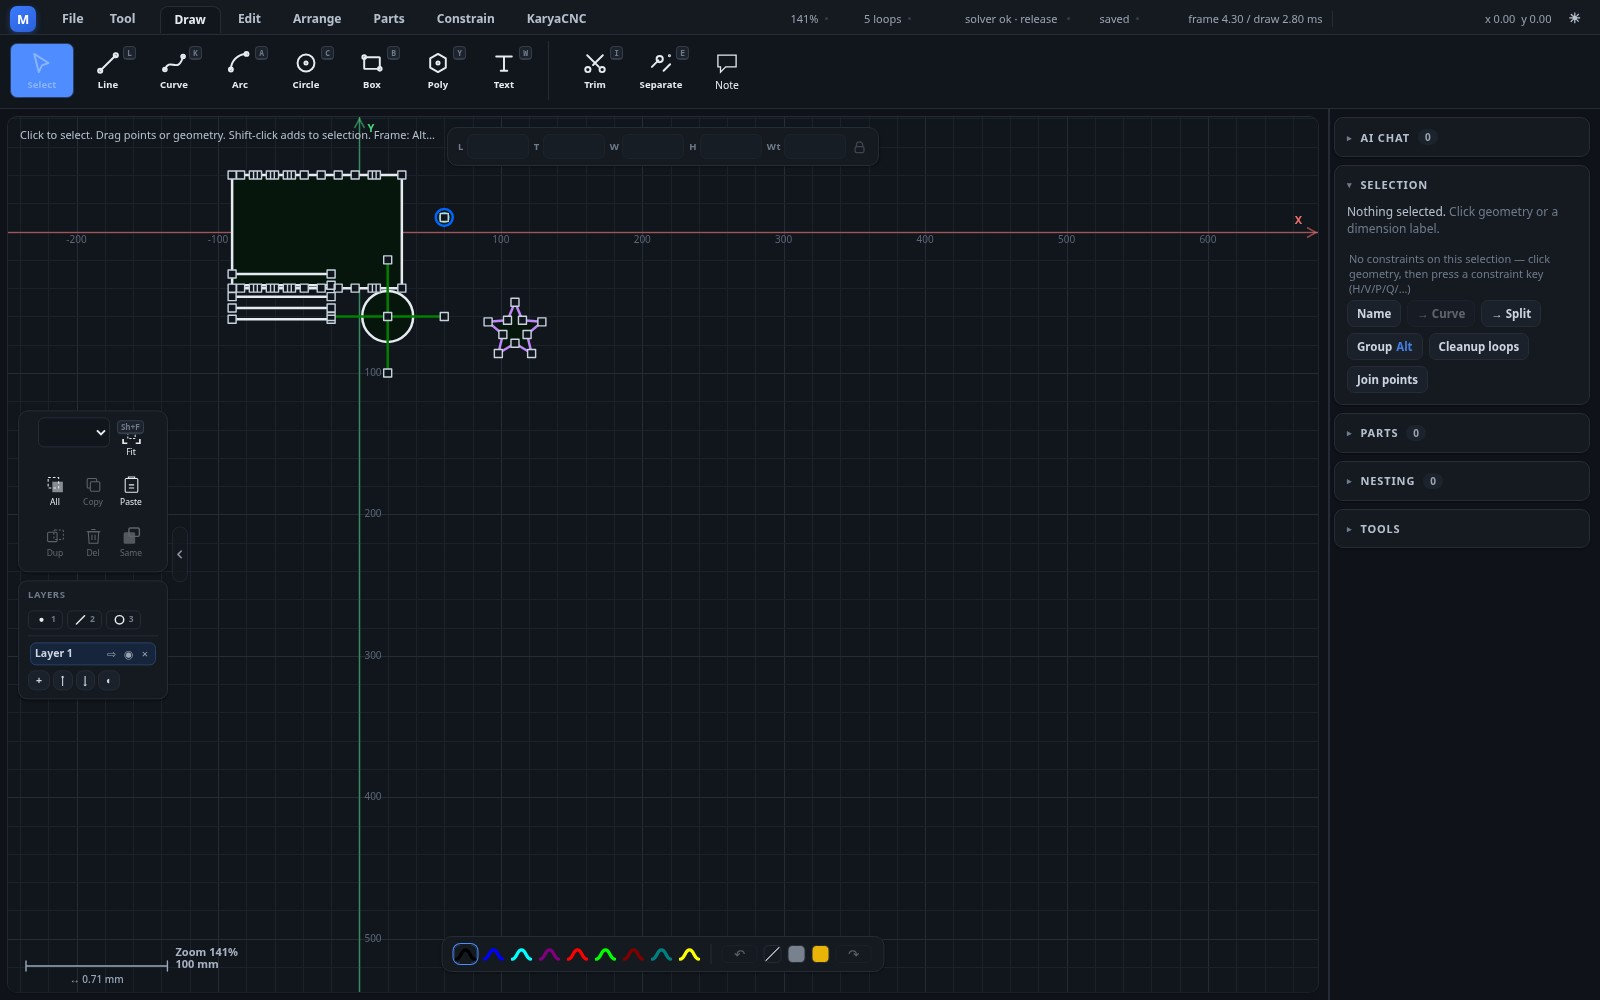 M File Tool Draw Edit Arrange Parts Constrain KaryaCNC 141% • 5 loops • solver ok · release • saved • frame 4.30 / draw 2.80 ms x 0.00 y 0.00
L K A C B Y W I E
Select Line Curve Arc Circle Box Poly Text Trim Separate Note
Click to select. Drag points or geometry. Shift-click adds to selection. Frame: Alt...
Y
L T W H Wt
X
-200 -100 100 200 300 400 500 600
100
200
300
400
500
Sh+F
Fit
All Copy Paste
Dup Del Same
LAYERS
1 2 3
Layer 1
Zoom 141%
100 mm
↔ 0.71 mm
AI CHAT 0
SELECTION
Nothing selected. Click geometry or a
dimension label.
No constraints on this selection — click
geometry, then press a constraint key
(H/V/P/Q/...)
Name → Curve → Split
Group Alt Cleanup loops
Join points
PARTS 0
NESTING 0
TOOLS